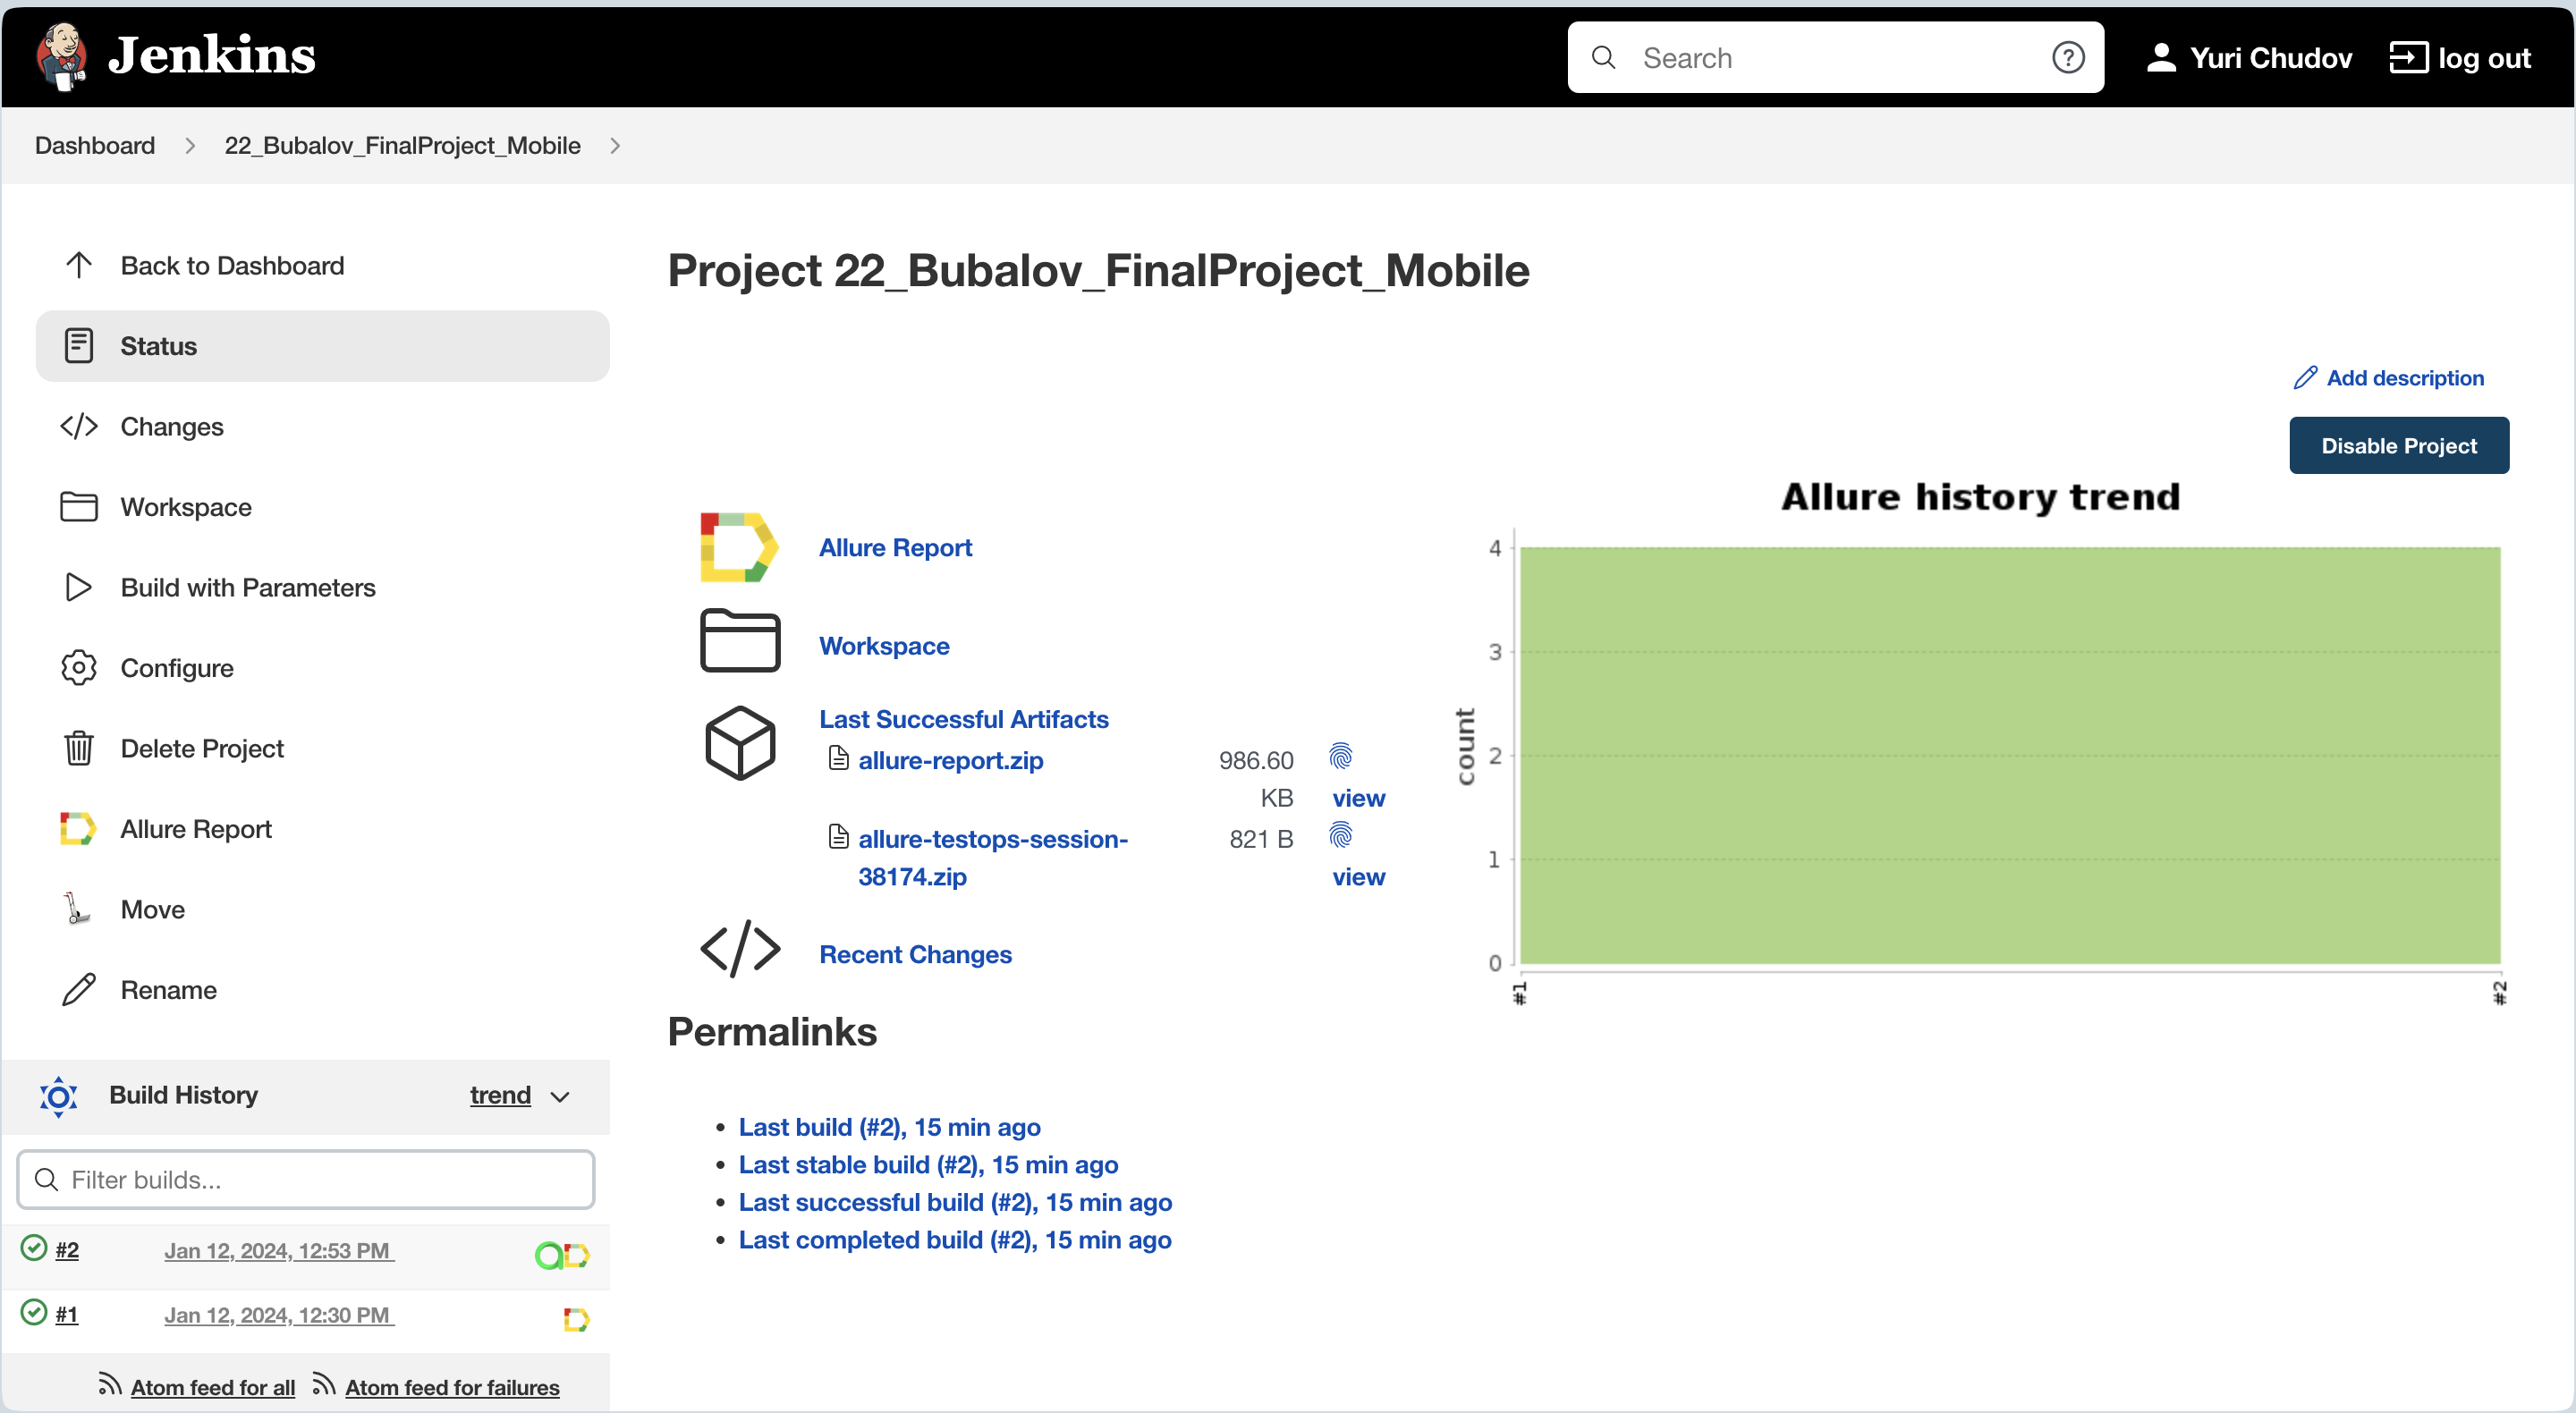 Jenkins
Search
Yuri Chudov
log out
Dashboard
22_Bubalov_FinalProject_Mobile
Back to Dashboard
Status
Changes
Workspace
Build with Parameters
Configure
Delete Project
Allure Report
Move
Rename
Build History
trend
Filter builds...
#2
Jan 12, 2024, 12:53 PM
#1
Jan 12, 2024, 12:30 PM
Atom feed for all
Atom feed for failures
Project 22_Bubalov_FinalProject_Mobile
Add description
Disable Project
Allure Report
Workspace
Last Successful Artifacts
allure-report.zip
986.60
KB
view
allure-testops-session-
38174.zip
821 B
view
Recent Changes
Allure history trend
count
4
3
2
1
0
#1
#2
Permalinks
• Last build (#2), 15 min ago
• Last stable build (#2), 15 min ago
• Last successful build (#2), 15 min ago
• Last completed build (#2), 15 min ago